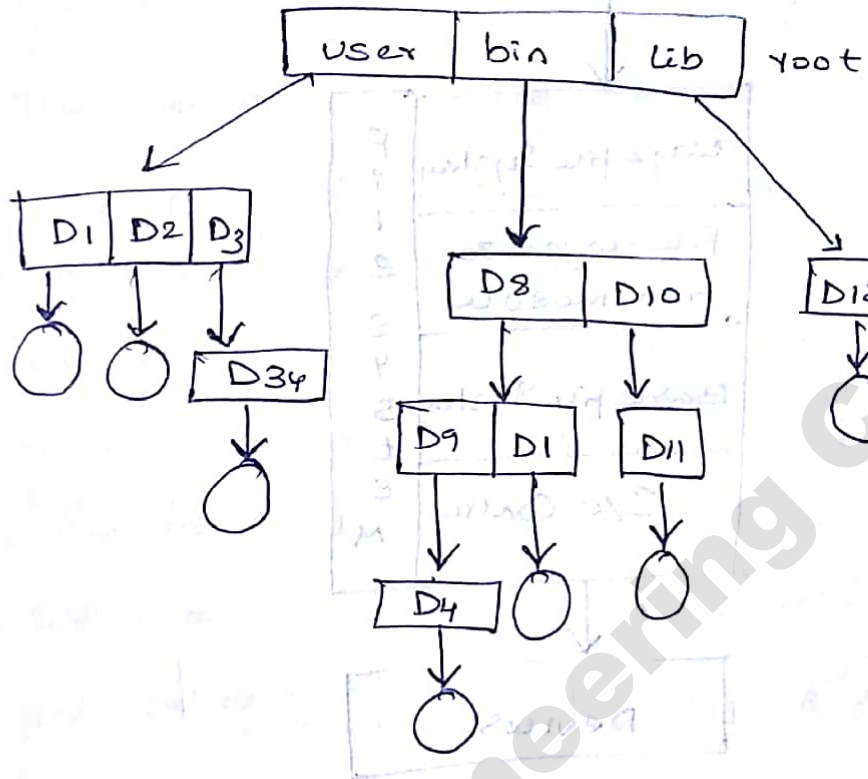 user bin Lib root
D1 D2 D3
D8 D10
D34
D9 D1 D11
D4